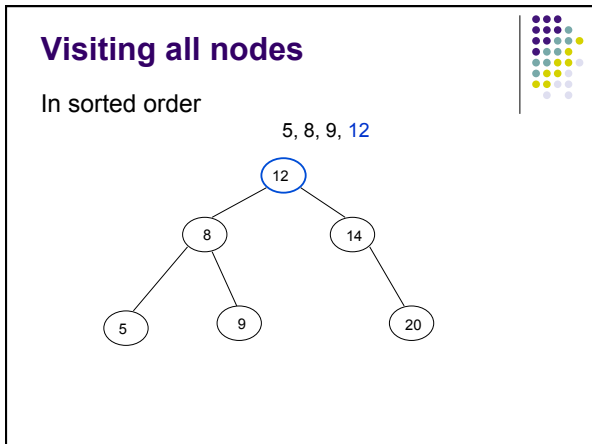 Visiting all nodes
In sorted order
5, 8, 9, 12
12
8
14
5
9
20